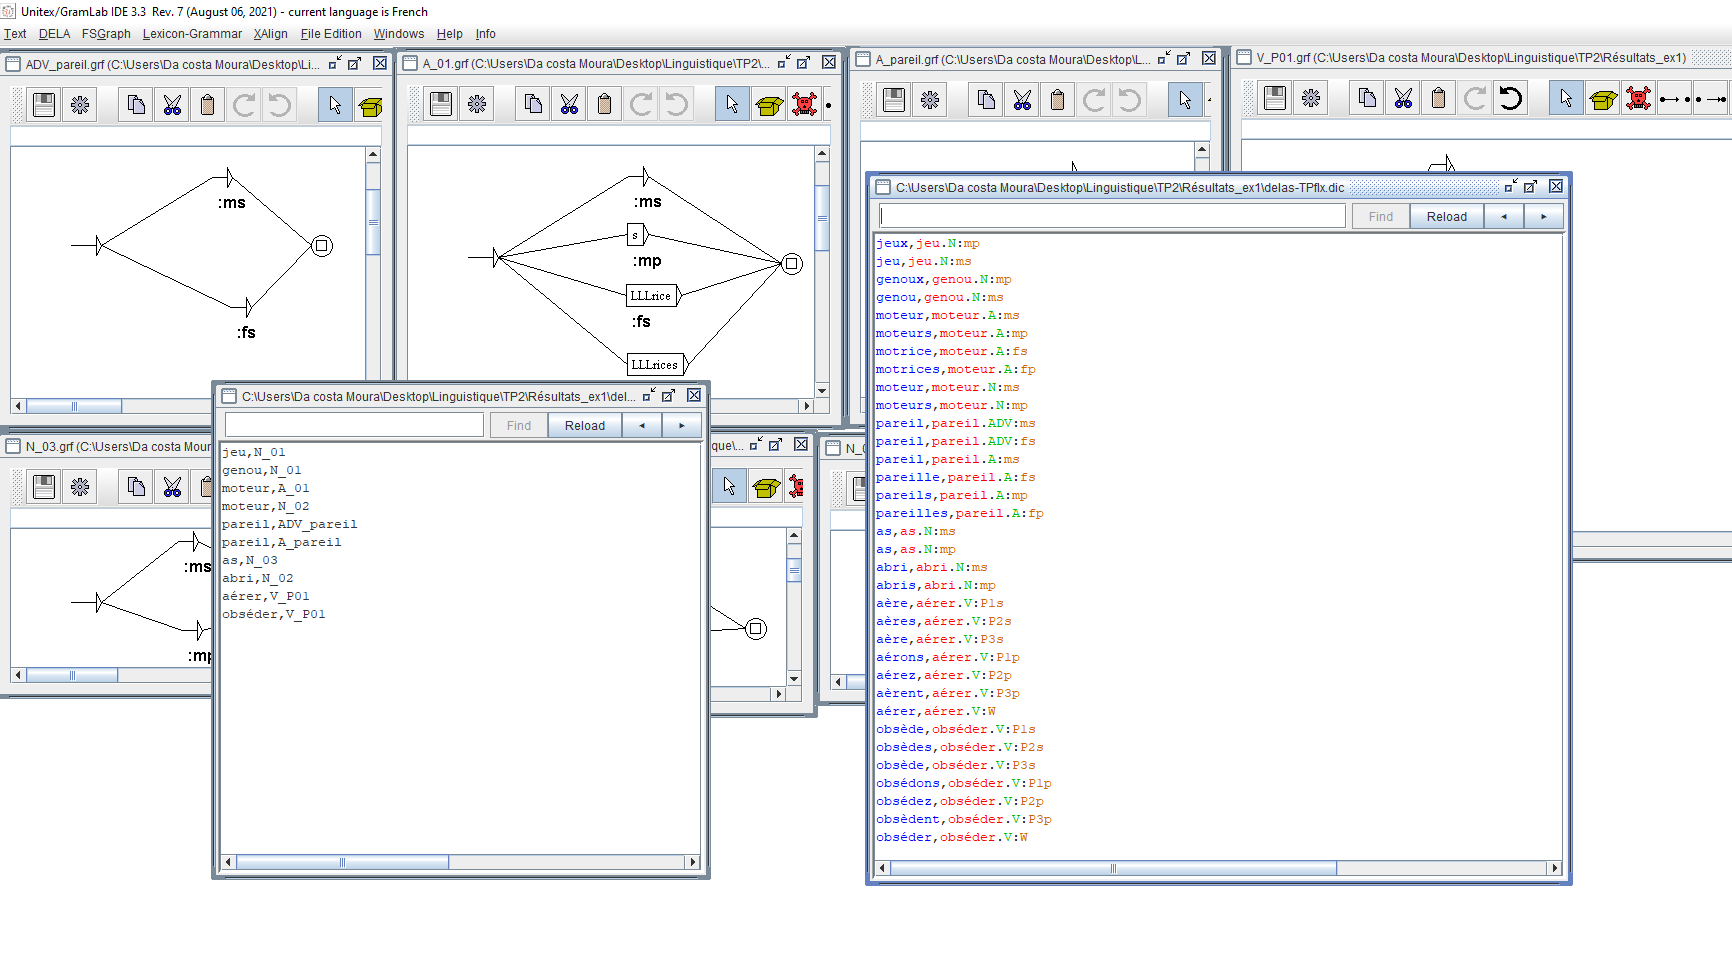 Unitex/GramLab IDE 3.3 Rev. 7 (August 06, 2021) - current language is French
Text DELA FSGraph Lexicon-Grammar XAlign File Edition Windows Help Info
ADV_pareil.grf (C:\Users\Da costa Moura\Desktop\Li...
:ms
:fs
A_01.grf (C:\Users\Da costa Moura\Desktop\Linguistique\TP2\...
:ms
s
:mp
LLLrice
:fs
LLLrices
A_pareil.grf (C:\Users\Da costa Moura\Desktop\L...
V_P01.grf (C:\Users\Da costa Moura\Desktop\Linguistique\TP2\Résultats_ex1)
N_03.grf (C:\Users\Da costa Mour
:ms
:mp
que\...
C:\Users\Da costa Moura\Desktop\Linguistique\TP2\Résultats_ex1\del...
Find Reload
jeu,N_01
genou,N_01
moteur,A_01
moteur,N_02
pareil,ADV_pareil
pareil,A_pareil
as,N_03
abri,N_02
aérer,V_P01
obséder,V_P01
C:\Users\Da costa Moura\Desktop\Linguistique\TP2\Résultats_ex1\delas-TPflx.dic
Find Reload
jeux,jeu.N:mp
jeu,jeu.N:ms
genoux,genou.N:mp
genou,genou.N:ms
moteur,moteur.A:ms
moteurs,moteur.A:mp
motrice,moteur.A:fs
motrices,moteur.A:fp
moteur,moteur.N:ms
moteurs,moteur.N:mp
pareil,pareil.ADV:ms
pareil,pareil.ADV:fs
pareil,pareil.A:ms
pareille,pareil.A:fs
pareils,pareil.A:mp
pareilles,pareil.A:fp
as,as.N:ms
as,as.N:mp
abri,abri.N:ms
abris,abri.N:mp
aère,aérer.V:P1s
aères,aérer.V:P2s
aère,aérer.V:P3s
aérons,aérer.V:P1p
aérez,aérer.V:P2p
aèrent,aérer.V:P3p
aérer,aérer.V:W
obsède,obséder.V:P1s
obsèdes,obséder.V:P2s
obsède,obséder.V:P3s
obsédons,obséder.V:P1p
obsédez,obséder.V:P2p
obsèdent,obséder.V:P3p
obséder,obséder.V:W